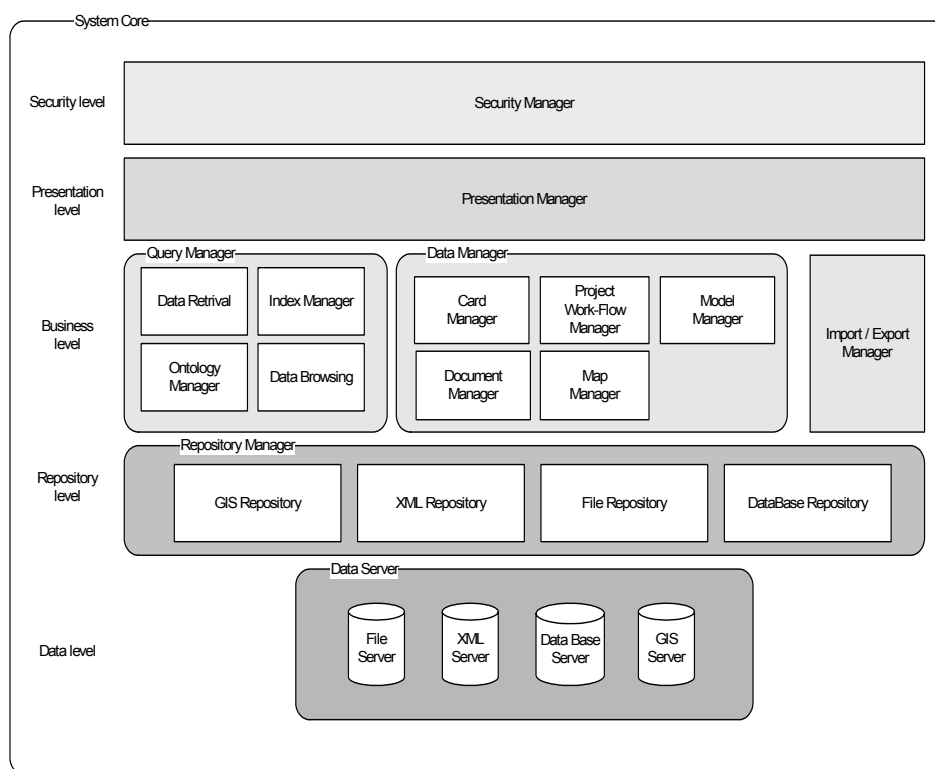 System Core
Security level
Security Manager
Presentation
level
Presentation Manager
Query Manager
Data Retrival
Index Manager
Ontology
Manager
Data Browsing
Data Manager
Card
Manager
Project
Work-Flow
Manager
Model
Manager
Document
Manager
Map
Manager
Business
level
Import / Export
Manager
Repository Manager
Repository
level
GIS Repository
XML Repository
File Repository
DataBase Repository
Data Server
Data level
File
Server
XML
Server
Data Base
Server
GIS
Server